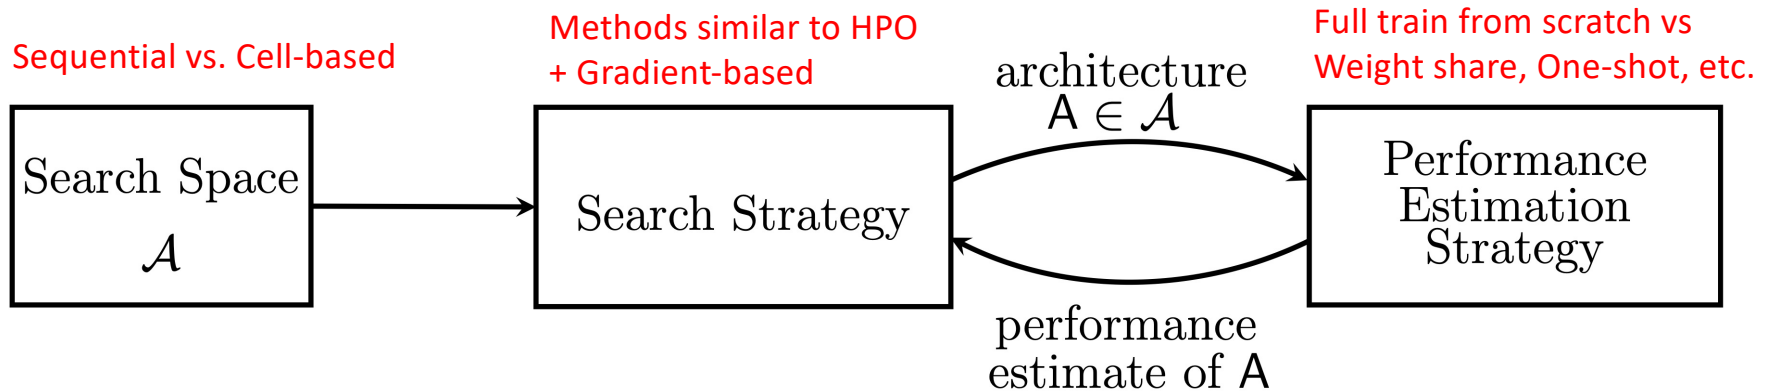 Sequential vs. Cell-based
Methods similar to HPO
+ Gradient-based
Full train from scratch vs
Weight share, One-shot, etc.
Search Space
𝒜
Search Strategy
architecture
A ∈ 𝒜
Performance
Estimation
Strategy
performance
estimate of A